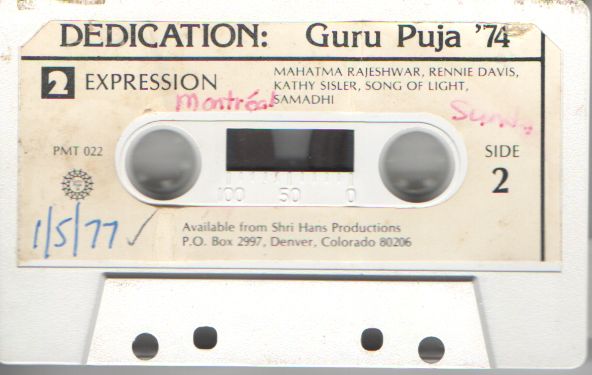 DEDICATION: Guru Puja '74
2 EXPRESSION
MAHATMA RAJESHWAR, RENNIE DAVIS,
KATHY SISLER, SONG OF LIGHT,
SAMADHI
Montréal
PMT 022
SIDE
2
100 50 0
1/5/77 ✓
Available from Shri Hans Productions
P.O. Box 2997, Denver, Colorado 80206